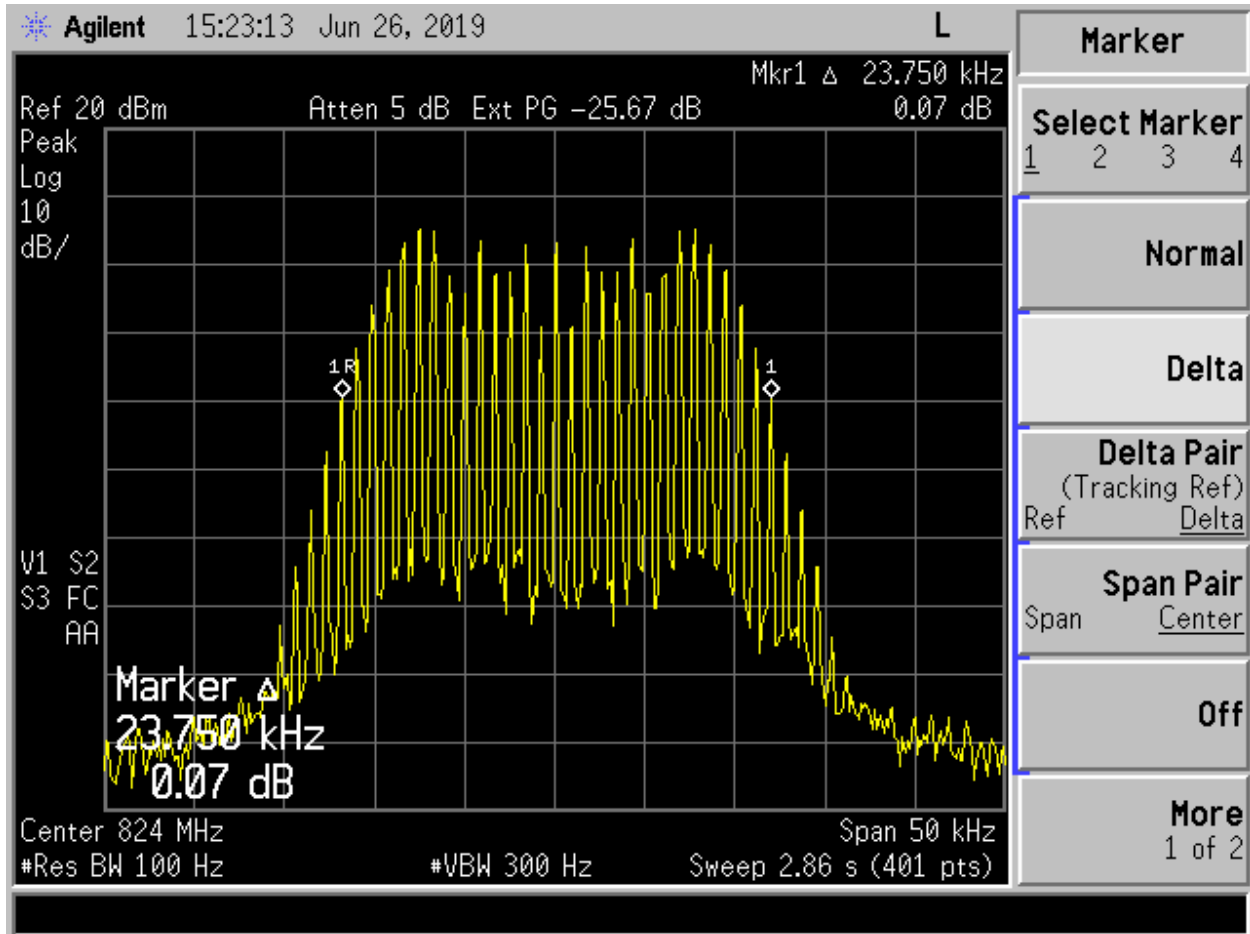 Agilent 15:23:13 Jun 26, 2019 L
Mkr1 Δ 23.750 kHz
Ref 20 dBm Atten 5 dB Ext PG -25.67 dB 0.07 dB
Peak
Log
10
dB/
1R
1
V1 S2
S3 FC
AA
Marker Δ
23.750 kHz
0.07 dB
Center 824 MHz Span 50 kHz
#Res BW 100 Hz #VBW 300 Hz Sweep 2.86 s (401 pts)
Marker
Select Marker
1 2 3 4
Normal
Delta
Delta Pair
(Tracking Ref)
Ref Delta
Span Pair
Span Center
Off
More
1 of 2